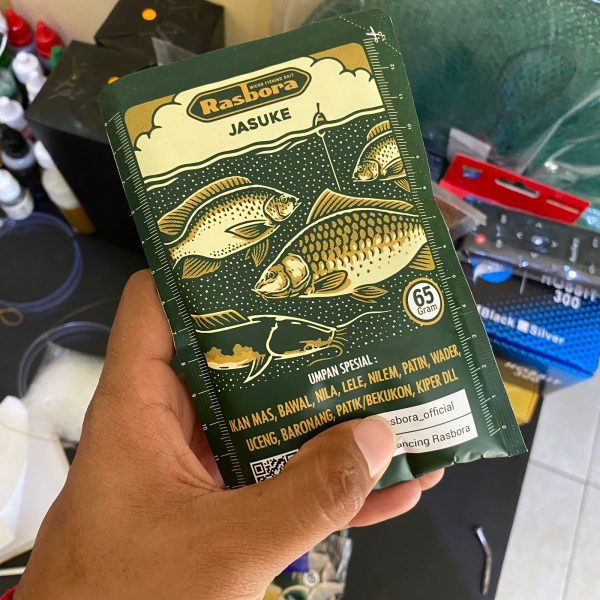 MICRO FISHING BAIT
Rasbora
JASUKE
65
Gram
UMPAN SPESIAL :
IKAN MAS, BAWAL, NILA, LELE, NILEM, PATIN, WADER,
UCENG, BARONANG, PATIK/BEKUKON, KIPER DLL
sbora_official
ancing Rasbora
300
Black Silver